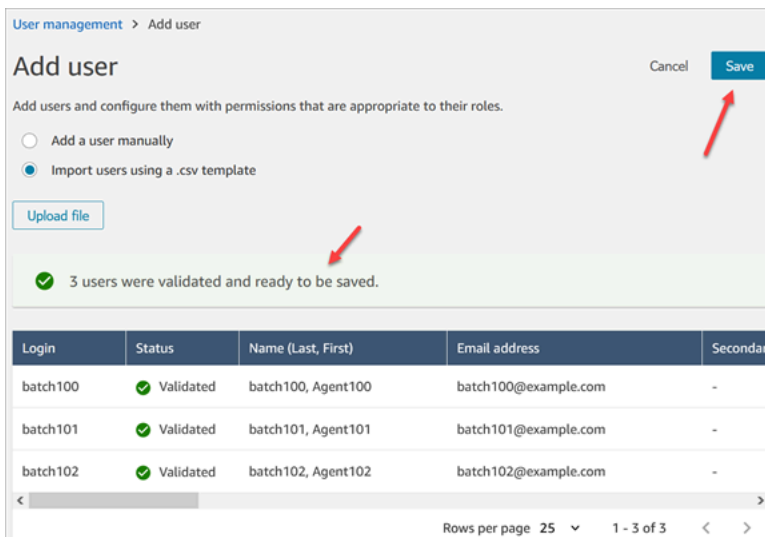 User management > Add user
Add user
Cancel
Save
Add users and configure them with permissions that are appropriate to their roles.
Add a user manually
Import users using a .csv template
Upload file
3 users were validated and ready to be saved.
Login Status Name (Last, First) Email address Secondar
batch100 Validated batch100, Agent100 batch100@example.com -
batch101 Validated batch101, Agent101 batch101@example.com -
batch102 Validated batch102, Agent102 batch102@example.com -
Rows per page 25 1 - 3 of 3 < >